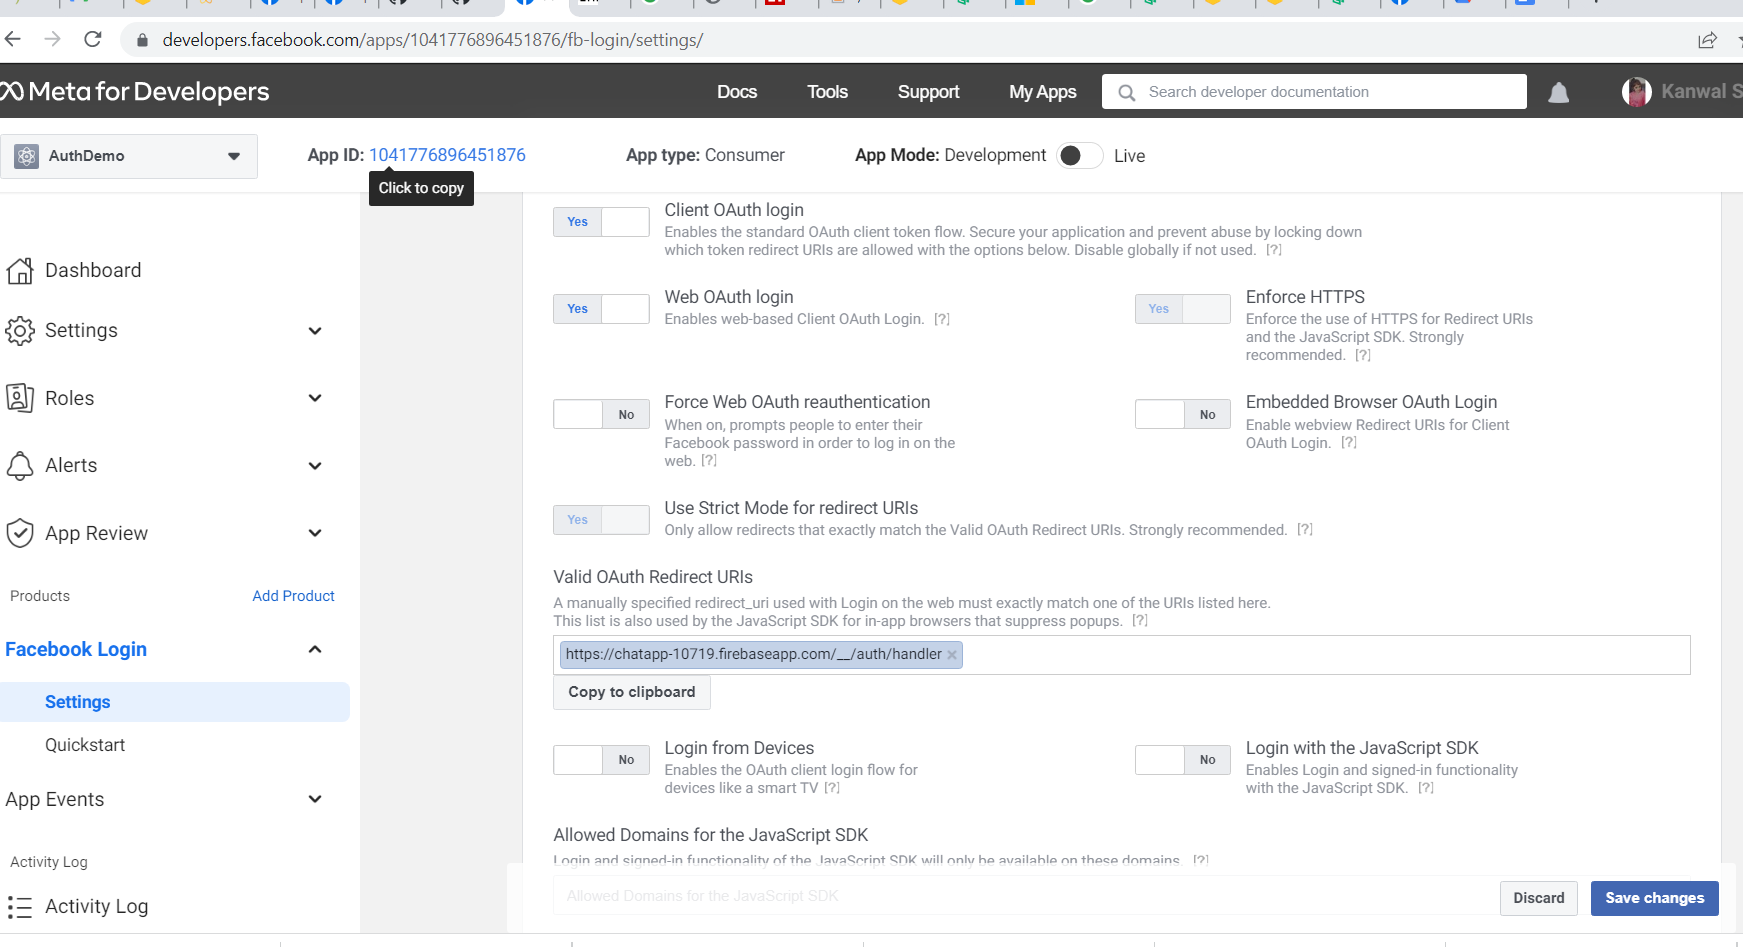 developers.facebook.com/apps/1041776896451876/fb-login/settings/
Meta for Developers
Docs
Tools
Support
My Apps
Search developer documentation
Kanwal S
AuthDemo
App ID: 1041776896451876
App type: Consumer
App Mode: Development
Live
Click to copy
Dashboard
Settings
Roles
Alerts
App Review
Products
Add Product
Facebook Login
Settings
Quickstart
App Events
Activity Log
Activity Log
Yes
Client OAuth login
Enables the standard OAuth client token flow. Secure your application and prevent abuse by locking down
which token redirect URIs are allowed with the options below. Disable globally if not used. [?]
Yes
Web OAuth login
Enables web-based Client OAuth Login. [?]
Yes
Enforce HTTPS
Enforce the use of HTTPS for Redirect URIs
and the JavaScript SDK. Strongly
recommended. [?]
No
Force Web OAuth reauthentication
When on, prompts people to enter their
Facebook password in order to log in on the
web. [?]
No
Embedded Browser OAuth Login
Enable webview Redirect URIs for Client
OAuth Login. [?]
Yes
Use Strict Mode for redirect URIs
Only allow redirects that exactly match the Valid OAuth Redirect URIs. Strongly recommended. [?]
Valid OAuth Redirect URIs
A manually specified redirect_uri used with Login on the web must exactly match one of the URIs listed here.
This list is also used by the JavaScript SDK for in-app browsers that suppress popups. [?]
https://chatapp-10719.firebaseapp.com/__/auth/handler
Copy to clipboard
No
Login from Devices
Enables the OAuth client login flow for
devices like a smart TV [?]
No
Login with the JavaScript SDK
Enables Login and signed-in functionality
with the JavaScript SDK. [?]
Allowed Domains for the JavaScript SDK
Login and signed-in functionality of the JavaScript SDK will only be available on these domains. [?]
Allowed Domains for the JavaScript SDK
Discard
Save changes